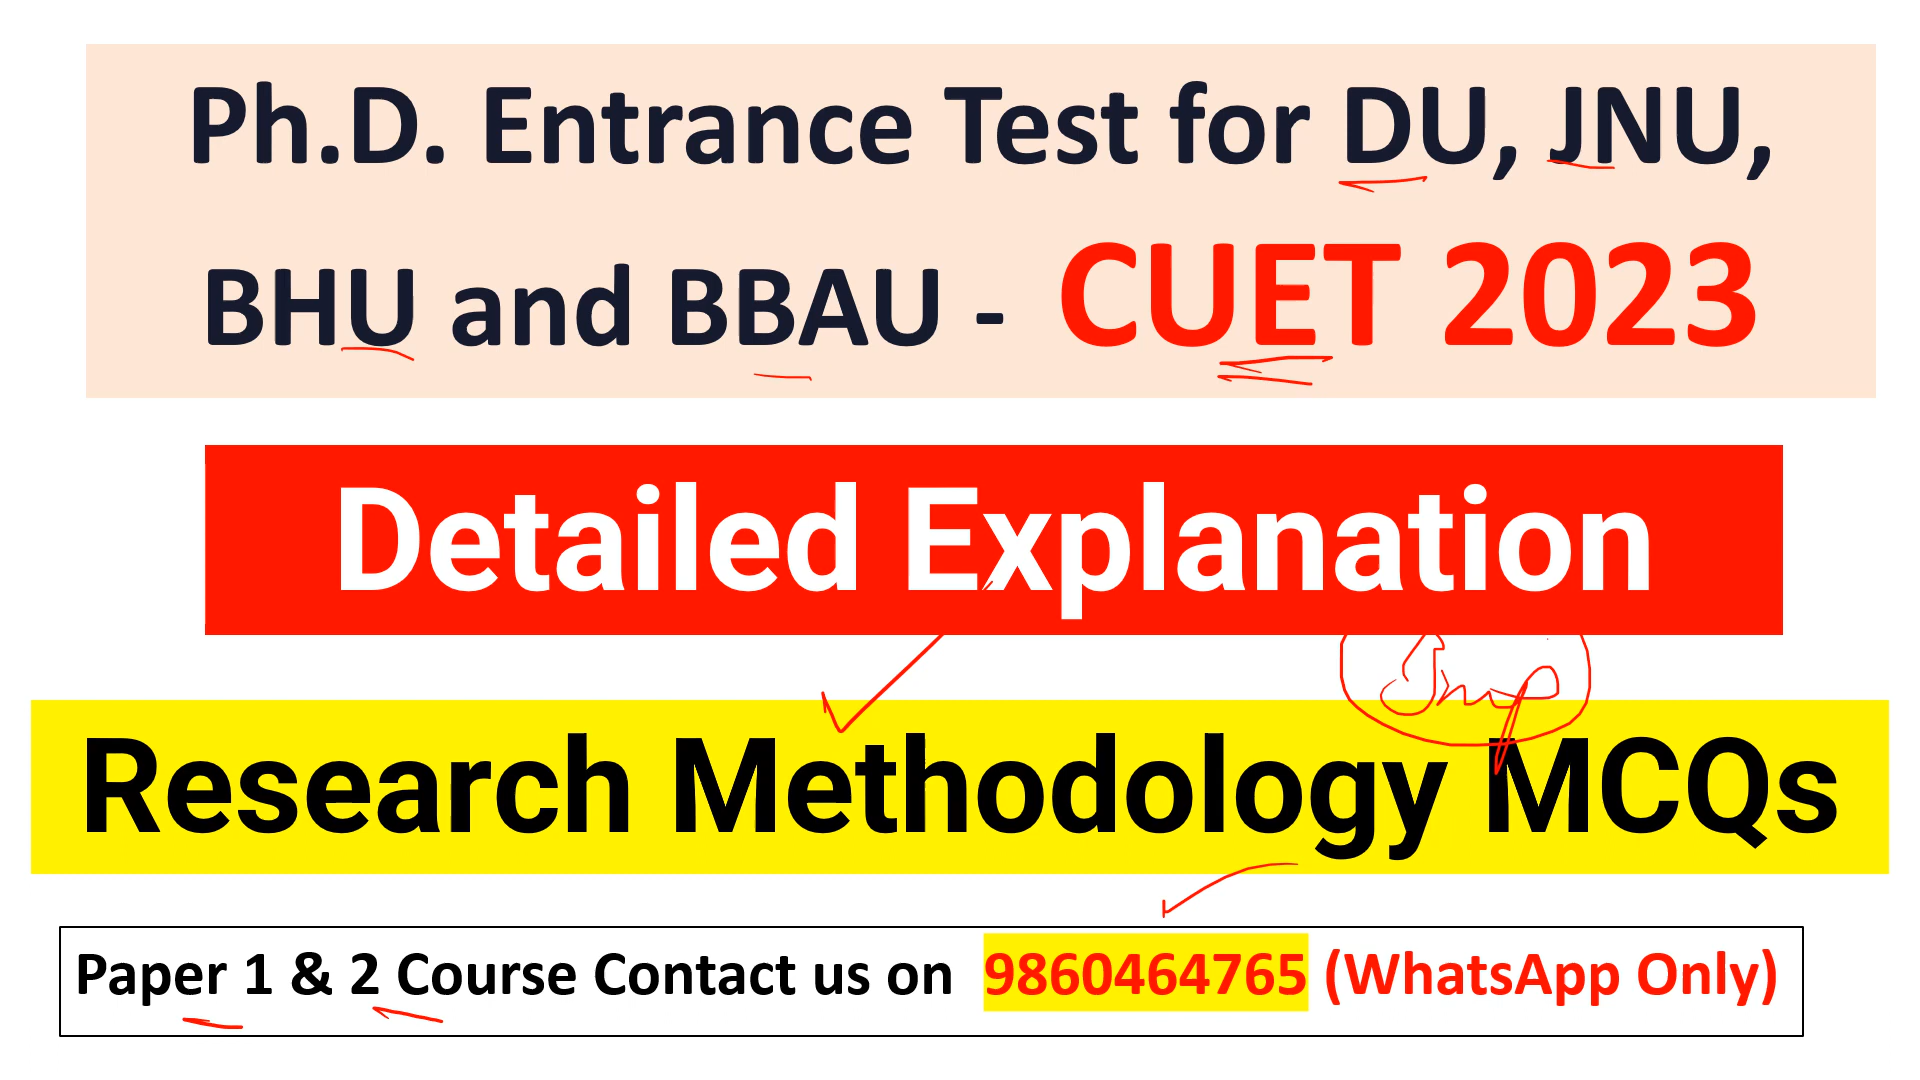 Ph.D. Entrance Test for DU, JNU,
BHU and BBAU - CUET 2023
Detailed Explanation
Imp
Research Methodology MCQs
Paper 1 & 2 Course Contact us on 9860464765 (WhatsApp Only)